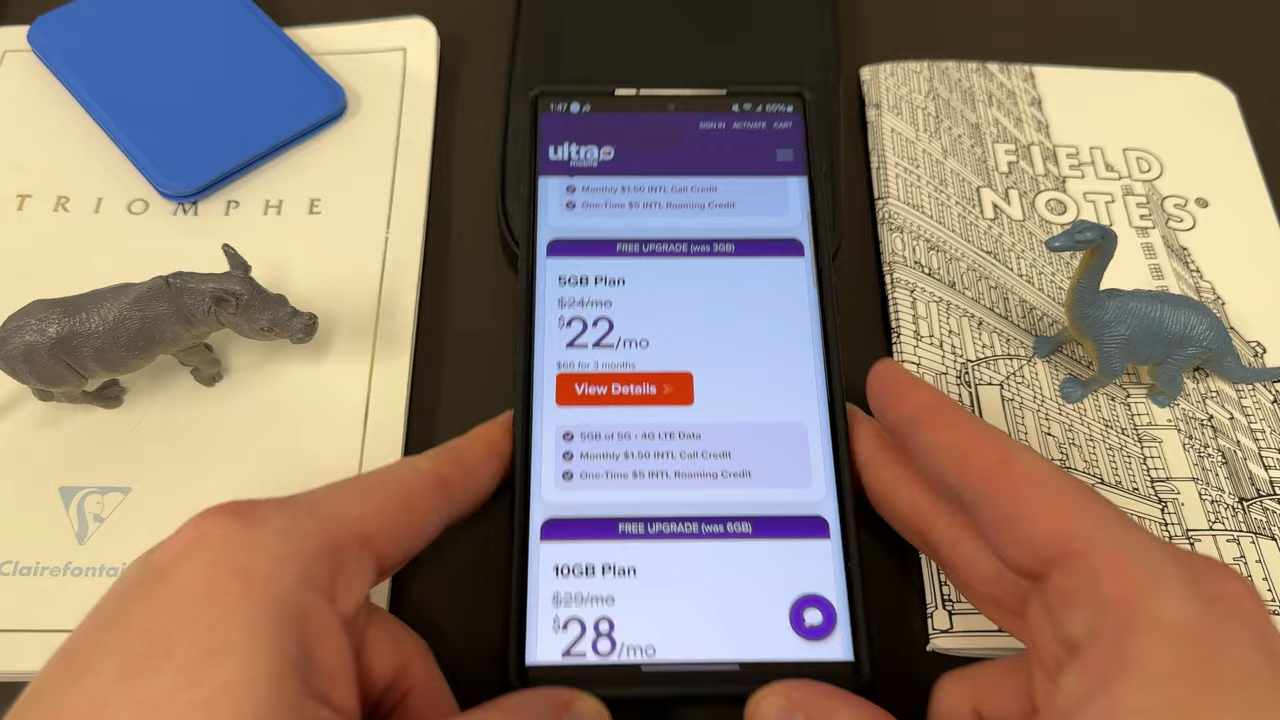 TRIOMPHE
Clairefontai
1:47
65%
SIGN IN ACTIVATE CART
ultra
mobile
Monthly $1.50 INTL Call Credit
One-Time $5 INTL Roaming Credit
FREE UPGRADE (was 3GB)
5GB Plan
$24/mo
$22/mo
$66 for 3 months
View Details
5GB of 5G • 4G LTE Data
Monthly $1.50 INTL Call Credit
One-Time $5 INTL Roaming Credit
FREE UPGRADE (was 6GB)
10GB Plan
$29/mo
$28/mo
FIELD
NOTES®